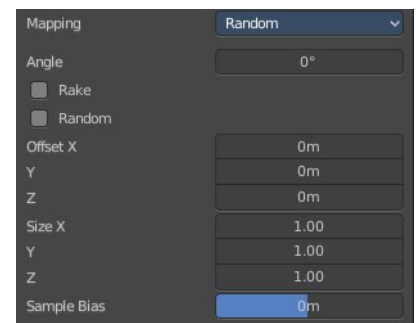 Mapping Random
Angle 0°
Rake
Random
Offset X 0m
Y 0m
Z 0m
Size X 1.00
Y 1.00
Z 1.00
Sample Bias 0m